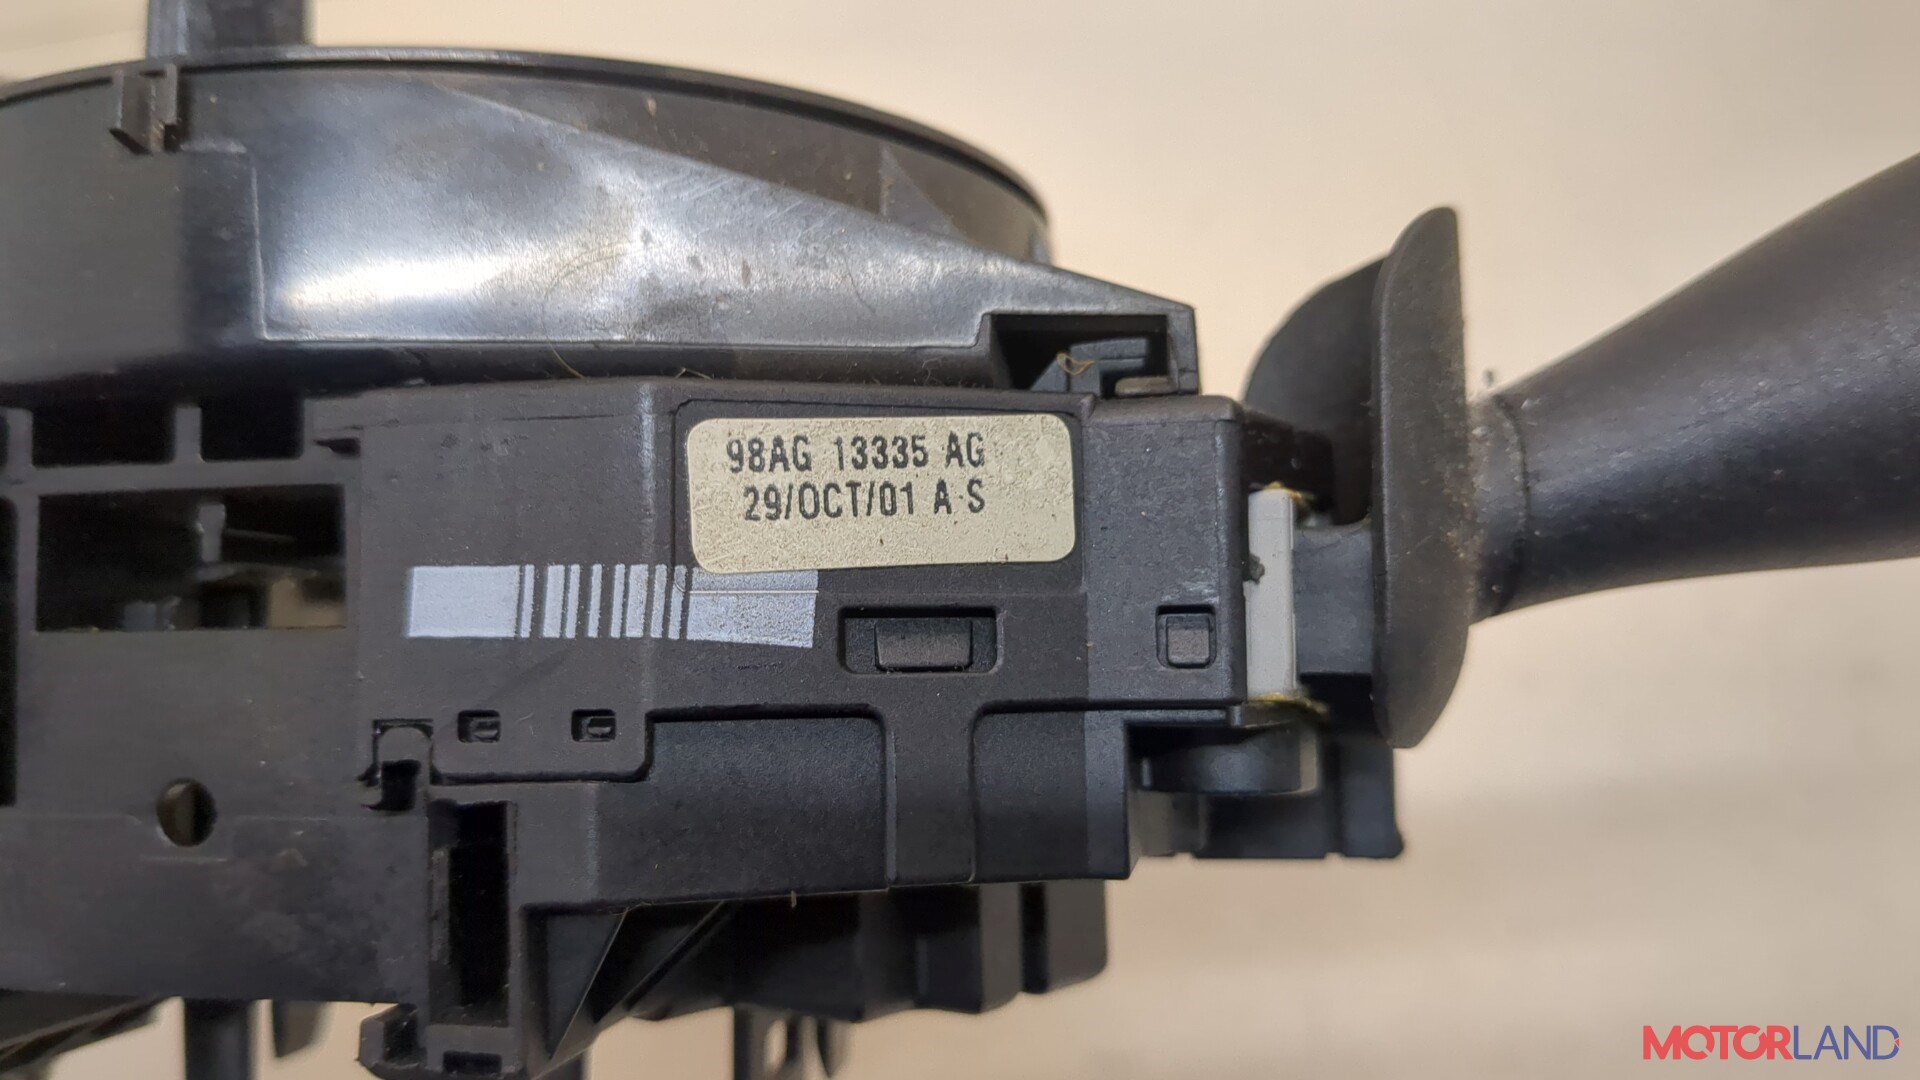 98AG 13335 AG
29/OCT/01 A S
MOTORLAND